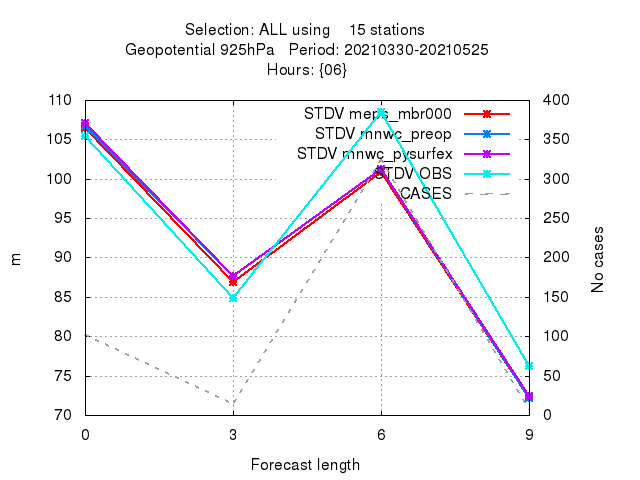 Selection: ALL using 15 stations
Geopotential 925hPa Period: 20210330-20210525
Hours: {06}
STDV meps_mbr000
STDV mnwc_preop
STDV mnwc_pysurfex
STDV OBS
CASES
110
105
100
95
90
85
80
75
70
400
350
300
250
200
150
100
50
0
m
No cases
0 3 6 9
Forecast length